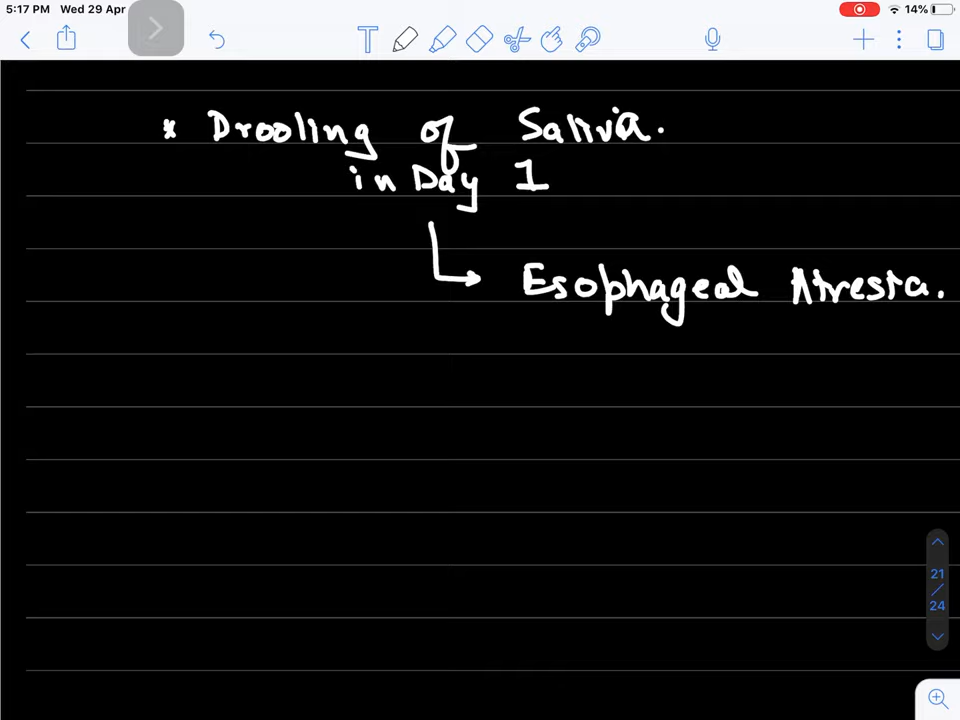 5:17 PM Wed 29 Apr
14%
T
* Drooling of Saliva.
in Day 1
Esophageal Atresia.
21
/
24